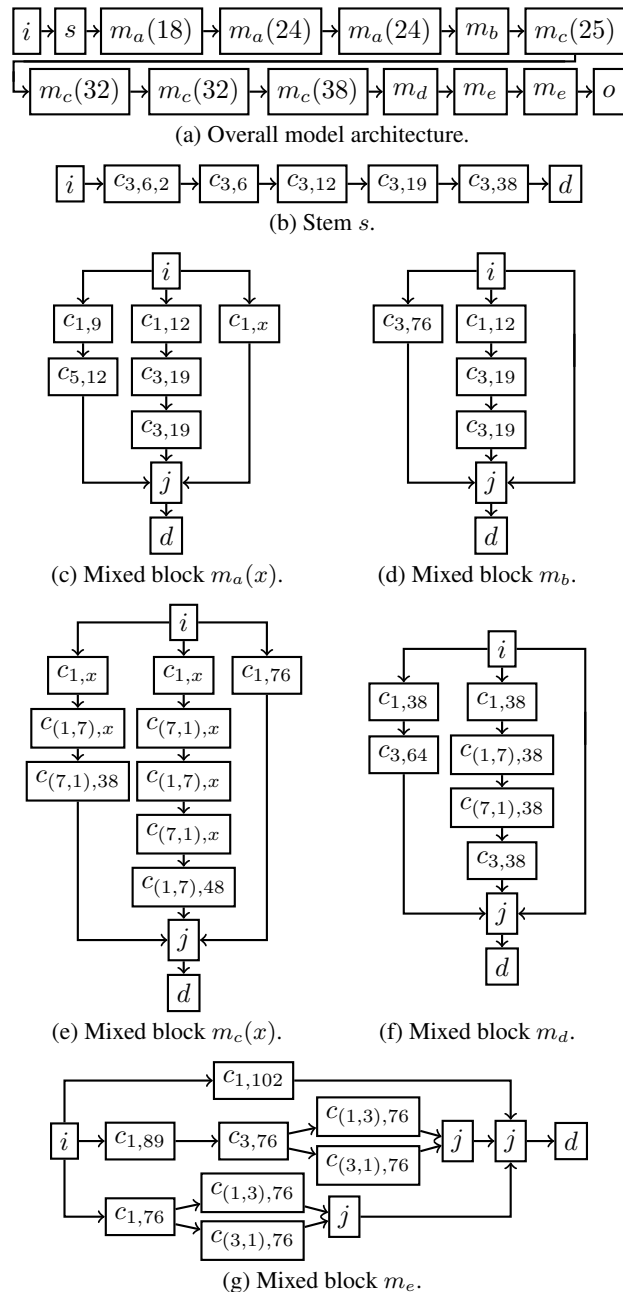 i s m_a(18) m_a(24) m_a(24) m_b m_c(25)
m_c(32) m_c(32) m_c(38) m_d m_e m_e o
(a) Overall model architecture.
i c_{3,6,2} c_{3,6} c_{3,12} c_{3,19} c_{3,38} d
(b) Stem s.
i
c_{1,9} c_{1,12} c_{1,x}
c_{5,12} c_{3,19}
c_{3,19}
j
d
(c) Mixed block m_a(x).
i
c_{3,76} c_{1,12}
c_{3,19}
c_{3,19}
j
d
(d) Mixed block m_b.
i
c_{1,x} c_{1,x} c_{1,76}
c_{(1,7),x} c_{(7,1),x}
c_{(7,1),38} c_{(1,7),x}
c_{(7,1),x}
c_{(1,7),48}
j
d
(e) Mixed block m_c(x).
i
c_{1,38} c_{1,38}
c_{3,64} c_{(1,7),38}
c_{(7,1),38}
c_{3,38}
j
d
(f) Mixed block m_d.
c_{1,102}
c_{(1,3),76}
i c_{1,89} c_{3,76} j j d
c_{(3,1),76}
c_{(1,3),76}
c_{1,76} j
c_{(3,1),76}
(g) Mixed block m_e.